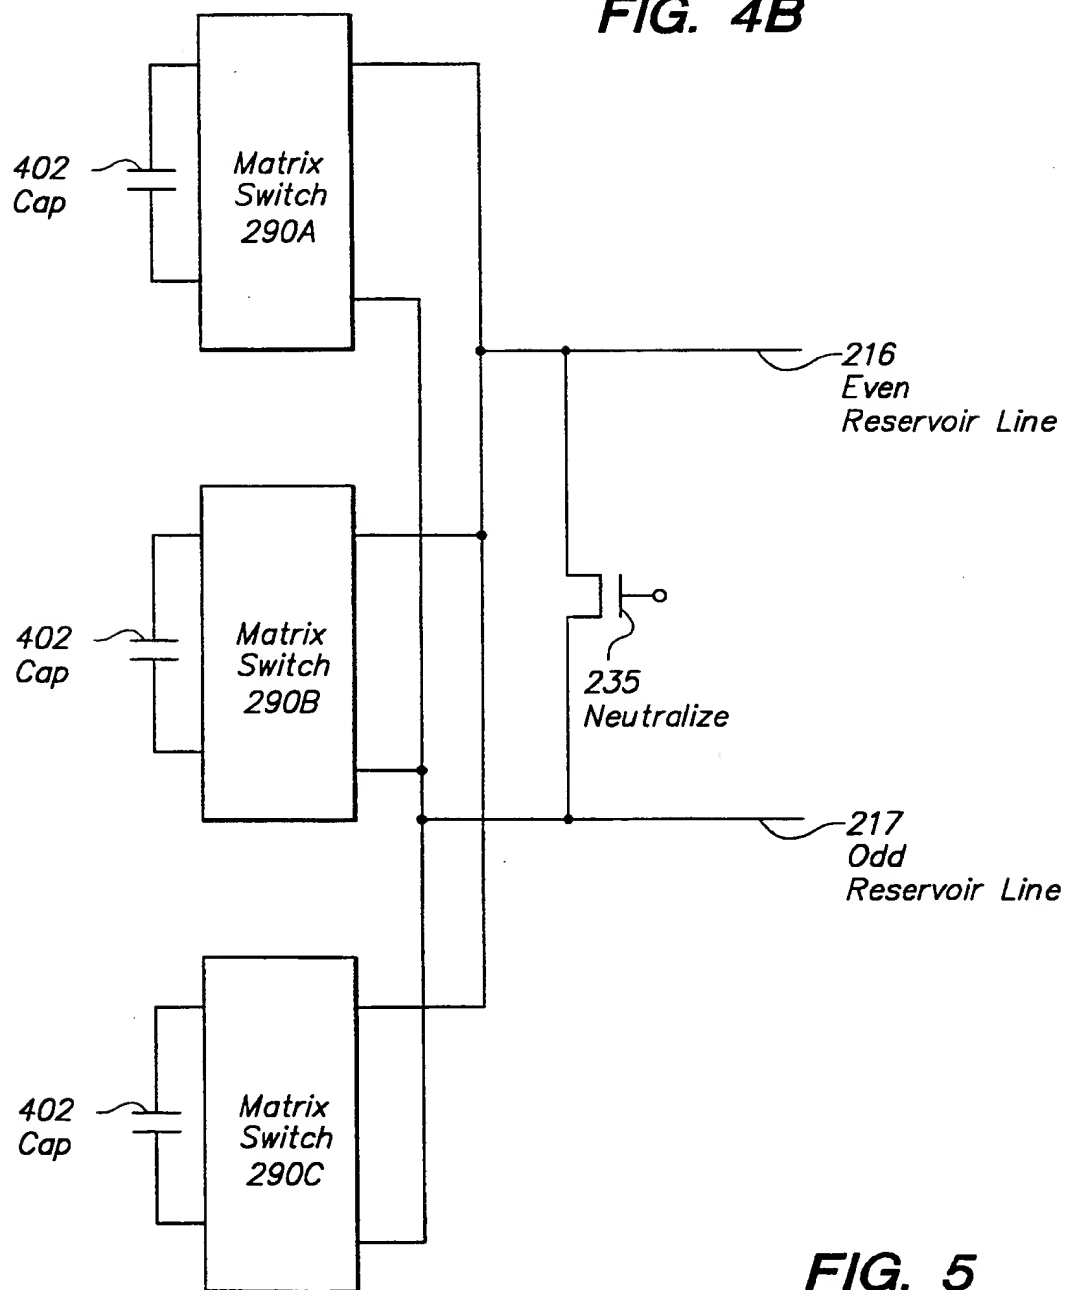 FIG. 4B
402
Cap
Matrix
Switch
290A
216
Even
Reservoir Line
402
Cap
Matrix
Switch
290B
235
Neutralize
217
Odd
Reservoir Line
402
Cap
Matrix
Switch
290C
FIG. 5